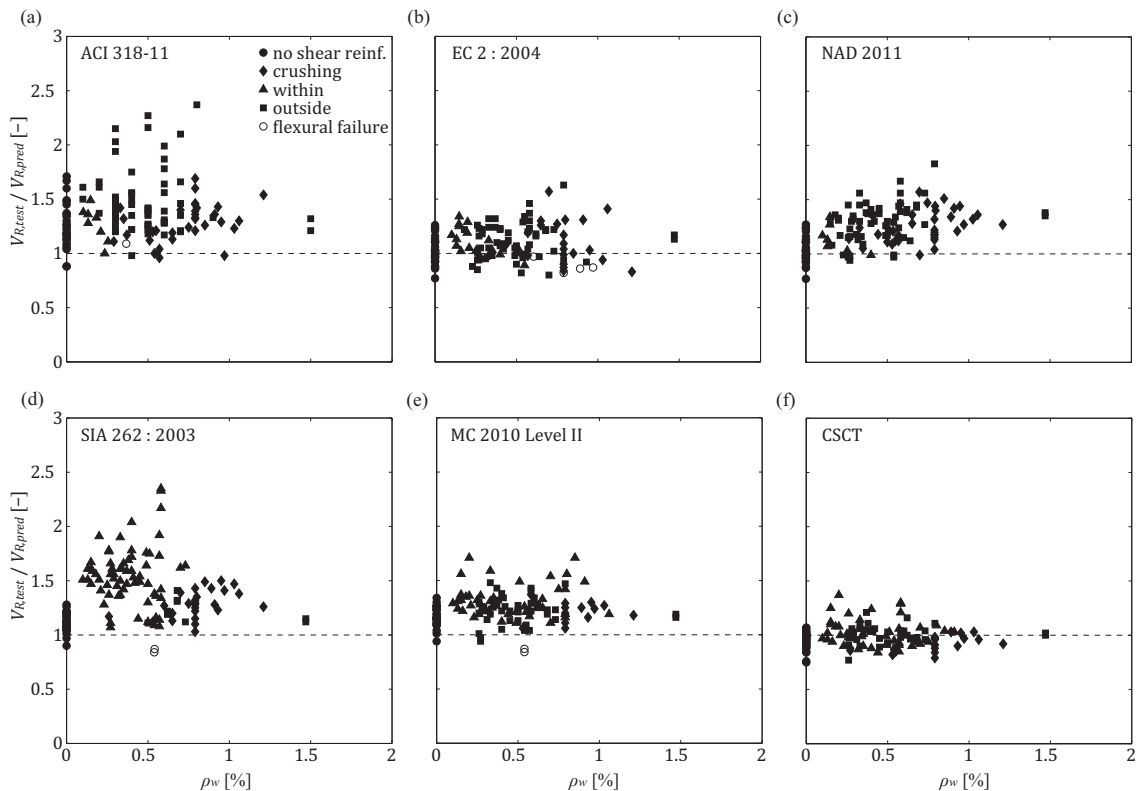 (a)
(b)
(c)
3
ACI 318-11
no shear reinf.
crushing
within
outside
flexural failure
EC 2 : 2004
NAD 2011
2.5
2
1.5
1
0.5
0
V_R,test / V_R,pred [−]
(d)
(e)
(f)
3
SIA 262 : 2003
MC 2010 Level II
CSCT
2.5
2
1.5
1
0.5
0
V_R,test / V_R,pred [−]
0 0.5 1 1.5 2
0 0.5 1 1.5 2
0 0.5 1 1.5 2
ρw [%]
ρw [%]
ρw [%]